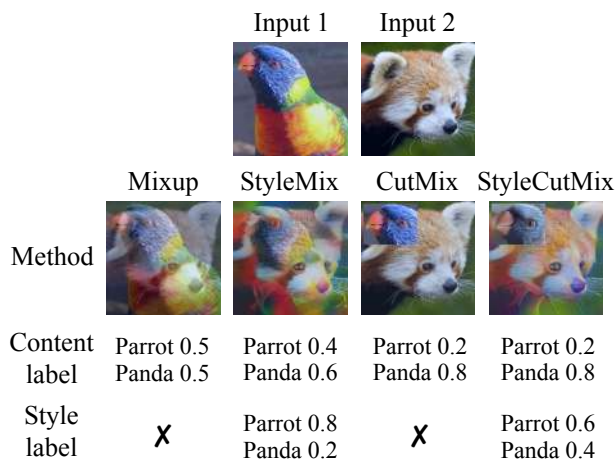 Input 1 Input 2
Mixup StyleMix CutMix StyleCutMix
Method
Content label
Parrot 0.5 Parrot 0.4 Parrot 0.2 Parrot 0.2
Panda 0.5 Panda 0.6 Panda 0.8 Panda 0.8
Style label
✗ Parrot 0.8 ✗ Parrot 0.6
Panda 0.2 Panda 0.4